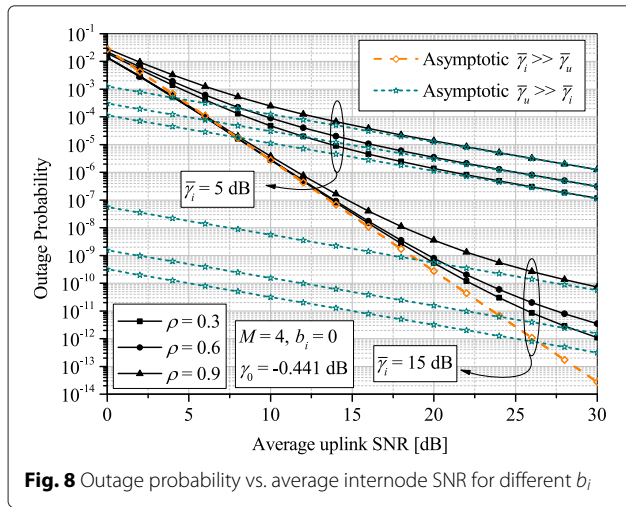 10⁻¹
10⁻²
10⁻³
10⁻⁴
10⁻⁵
10⁻⁶
10⁻⁷
10⁻⁸
10⁻⁹
10⁻¹⁰
10⁻¹¹
10⁻¹²
10⁻¹³
10⁻¹⁴
Outage Probability
Asymptotic γ̅ᵢ >> γ̅ᵤ
Asymptotic γ̅ᵤ >> γ̅ᵢ
γ̅ᵢ = 5 dB
ρ = 0.3
ρ = 0.6
ρ = 0.9
M = 4, bᵢ = 0
γ₀ = -0.441 dB
γ̅ᵢ = 15 dB
0 5 10 15 20 25 30
Average uplink SNR [dB]
Fig. 8 Outage probability vs. average internode SNR for different bᵢ